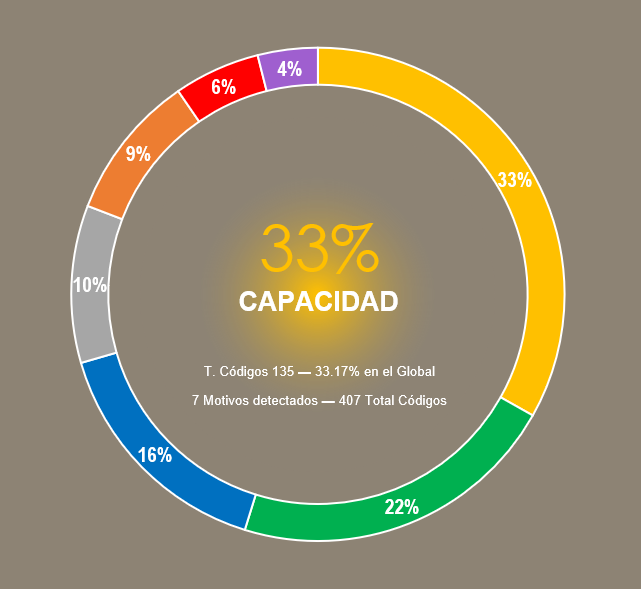 4%
6%
9%
33%
33%
CAPACIDAD
10%
T. Códigos 135 — 33.17% en el Global
7 Motivos detectados — 407 Total Códigos
16%
22%